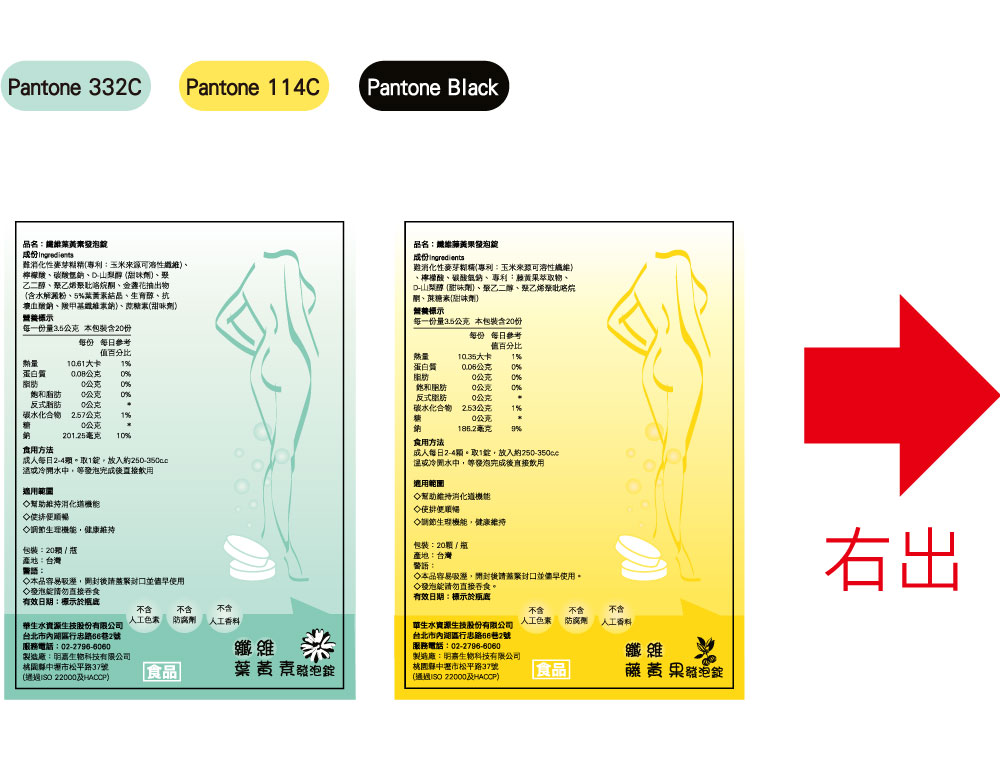 Pantone 332C
Pantone 114C
Pantone Black
品名：纖維葉黃素發泡錠
成份Ingredients
難消化性麥芽糊精(專利：玉米來源可溶性纖維)、
檸檬酸、碳酸氫鈉、D-山梨醇 (甜味劑)、聚
乙二醇、聚乙烯聚吡咯烷酮、金盞花抽出物
(含水解澱粉、5%葉黃素結晶、生育醇、抗
壞血酸鈉、羧甲基纖維素鈉)、蔗糖素(甜味劑)
營養標示
每一份量3.5公克 本包裝含20份
每份 每日參考
值百分比
熱量 10.61大卡 1%
蛋白質 0.08公克 0%
脂肪 0公克 0%
飽和脂肪 0公克 0%
反式脂肪 0公克 *
碳水化合物 2.57公克 1%
糖 0公克 *
鈉 201.25毫克 10%
食用方法
成人每日2-4顆。取1錠，放入約250-350c.c
溫或冷開水中，等發泡完成後直接飲用
適用範圍
◇幫助維持消化道機能
◇使排便順暢
◇調節生理機能，健康維持
包裝：20顆 / 瓶
產地：台灣
警語：
◇本品容易吸溼，開封後請蓋緊封口並儘早使用
◇發泡錠請勿直接吞食
有效日期：標示於瓶底
不含
人工色素
不含
防腐劑
不含
人工香料
華生水資源生技股份有限公司
台北市內湖區行忠路66巷2號
服務電話：02-2796-6060
製造廠：明嘉生物科技有限公司
桃園縣中壢市松平路37號
(通過ISO 22000及HACCP)
食品
纖維
葉黃素發泡錠
品名：纖維藤黃果發泡錠
成份Ingredients
難消化性麥芽糊精(專利：玉米來源可溶性纖維)
、檸檬酸、碳酸氫鈉、專利：藤黃果萃取物、
D-山梨醇 (甜味劑)、聚乙二醇、聚乙烯聚吡咯烷
酮、蔗糖素(甜味劑)
營養標示
每一份量3.5公克 本包裝含20份
每份 每日參考
值百分比
熱量 10.35大卡 1%
蛋白質 0.06公克 0%
脂肪 0公克 0%
飽和脂肪 0公克 0%
反式脂肪 0公克 *
碳水化合物 2.53公克 1%
糖 0公克 *
鈉 186.2毫克 9%
食用方法
成人每日2-4顆。取1錠，放入約250-350c.c
溫或冷開水中，等發泡完成後直接飲用
適用範圍
◇幫助維持消化道機能
◇使排便順暢
◇調節生理機能，健康維持
包裝：20顆 / 瓶
產地：台灣
警語：
◇本品容易吸溼，開封後請蓋緊封口並儘早使用。
◇發泡錠請勿直接吞食。
有效日期：標示於瓶底
不含
人工色素
不含
防腐劑
不含
人工香料
華生水資源生技股份有限公司
台北市內湖區行忠路66巷2號
服務電話：02-2796-6060
製造廠：明嘉生物科技有限公司
桃園縣中壢市松平路37號
(通過ISO 22000及HACCP)
食品
纖維
藤黃果發泡錠
右出